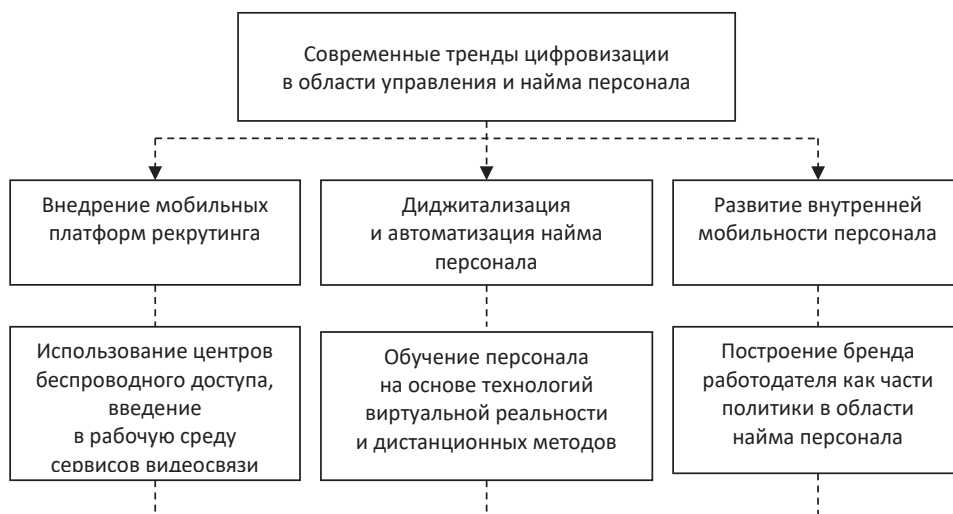 Современные тренды цифровизации
в области управления и найма персонала
Внедрение мобильных
платформ рекрутинга
Диджитализация
и автоматизация найма
персонала
Развитие внутренней
мобильности персонала
Использование центров
беспроводного доступа,
введение
в рабочую среду
сервисов видеосвязи
Обучение персонала
на основе технологий
виртуальной реальности
и дистанционных методов
Построение бренда
работодателя как части
политики в области
найма персонала